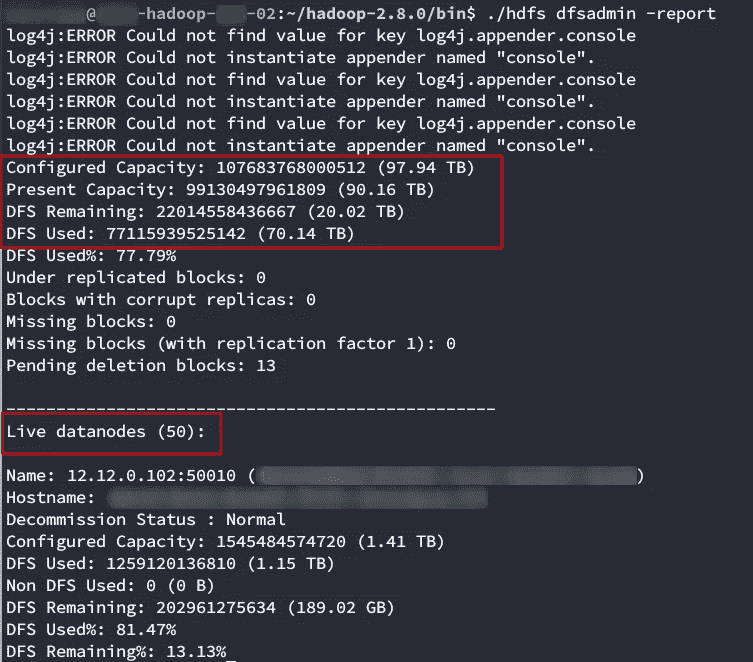 @ -hadoop- -02:~/hadoop-2.8.0/bin$ ./hdfs dfsadmin -report
log4j:ERROR Could not find value for key log4j.appender.console
log4j:ERROR Could not instantiate appender named "console".
log4j:ERROR Could not find value for key log4j.appender.console
log4j:ERROR Could not instantiate appender named "console".
log4j:ERROR Could not find value for key log4j.appender.console
log4j:ERROR Could not instantiate appender named "console".
Configured Capacity: 107683768000512 (97.94 TB)
Present Capacity: 99130497961809 (90.16 TB)
DFS Remaining: 22014558436667 (20.02 TB)
DFS Used: 77115939525142 (70.14 TB)
DFS Used%: 77.79%
Under replicated blocks: 0
Blocks with corrupt replicas: 0
Missing blocks: 0
Missing blocks (with replication factor 1): 0
Pending deletion blocks: 13
-------------------------------------------------
Live datanodes (50):
Name: 12.12.0.102:50010 ( )
Hostname:
Decommission Status : Normal
Configured Capacity: 1545484574720 (1.41 TB)
DFS Used: 1259120136810 (1.15 TB)
Non DFS Used: 0 (0 B)
DFS Remaining: 202961275634 (189.02 GB)
DFS Used%: 81.47%
DFS Remaining%: 13.13%